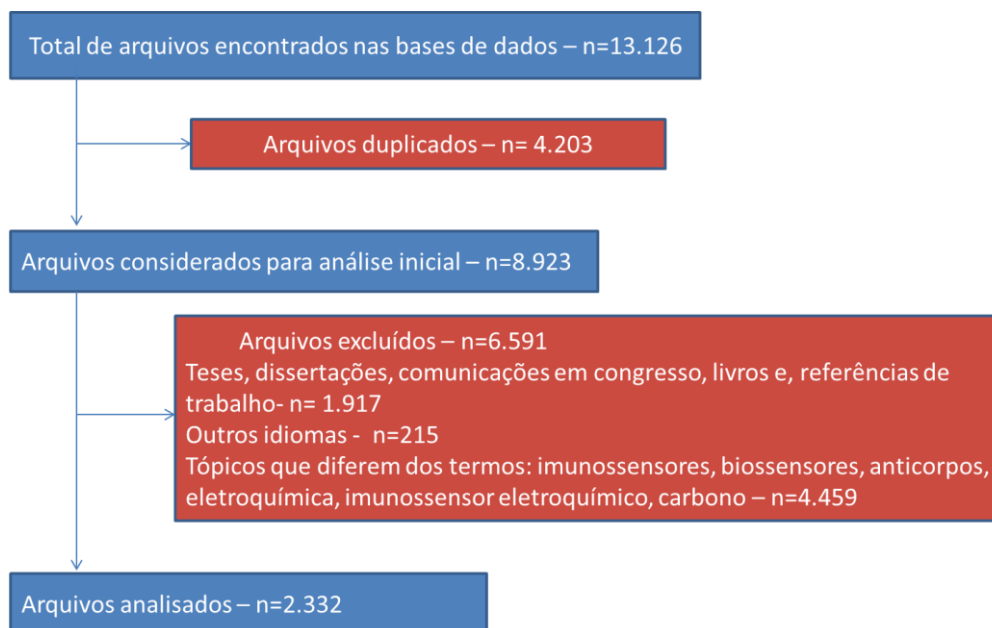 Total de arquivos encontrados nas bases de dados – n=13.126
Arquivos duplicados – n= 4.203
Arquivos considerados para análise inicial – n=8.923
Arquivos excluídos – n=6.591
Teses, dissertações, comunicações em congresso, livros e, referências de
trabalho- n= 1.917
Outros idiomas -  n=215
Tópicos que diferem dos termos: imunossensores, biossensores, anticorpos,
eletroquímica, imunossensor eletroquímico, carbono – n=4.459
Arquivos analisados – n=2.332